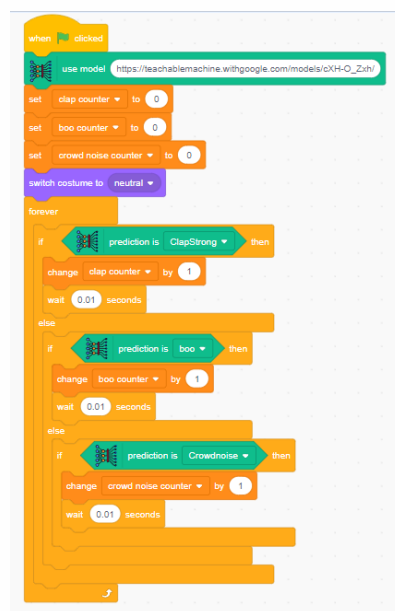 when clicked
use model https://teachablemachine.withgoogle.com/models/cXH-O_Zxh/
set clap counter to 0
set boo counter to 0
set crowd noise counter to 0
switch costume to neutral
forever
if prediction is ClapStrong then
change clap counter by 1
wait 0.01 seconds
else
if prediction is boo then
change boo counter by 1
wait 0.01 seconds
else
if prediction is Crowdnoise then
change crowd noise counter by 1
wait 0.01 seconds